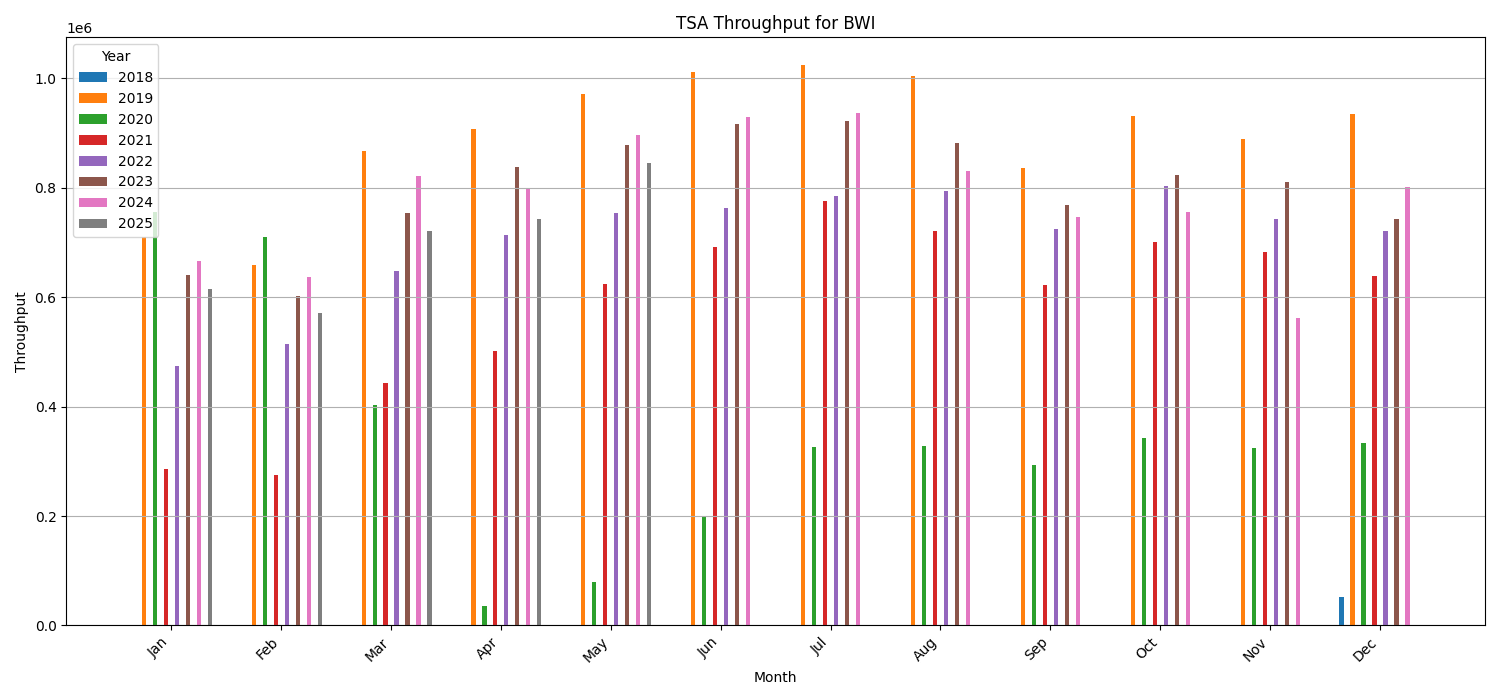 TSA Throughput for BWI
1e6
Year
2018
2019
2020
2021
2022
2023
2024
2025
1.0
0.8
0.6
0.4
0.2
0.0
Throughput
Jan
Feb
Mar
Apr
May
Jun
Jul
Aug
Sep
Oct
Nov
Dec
Month